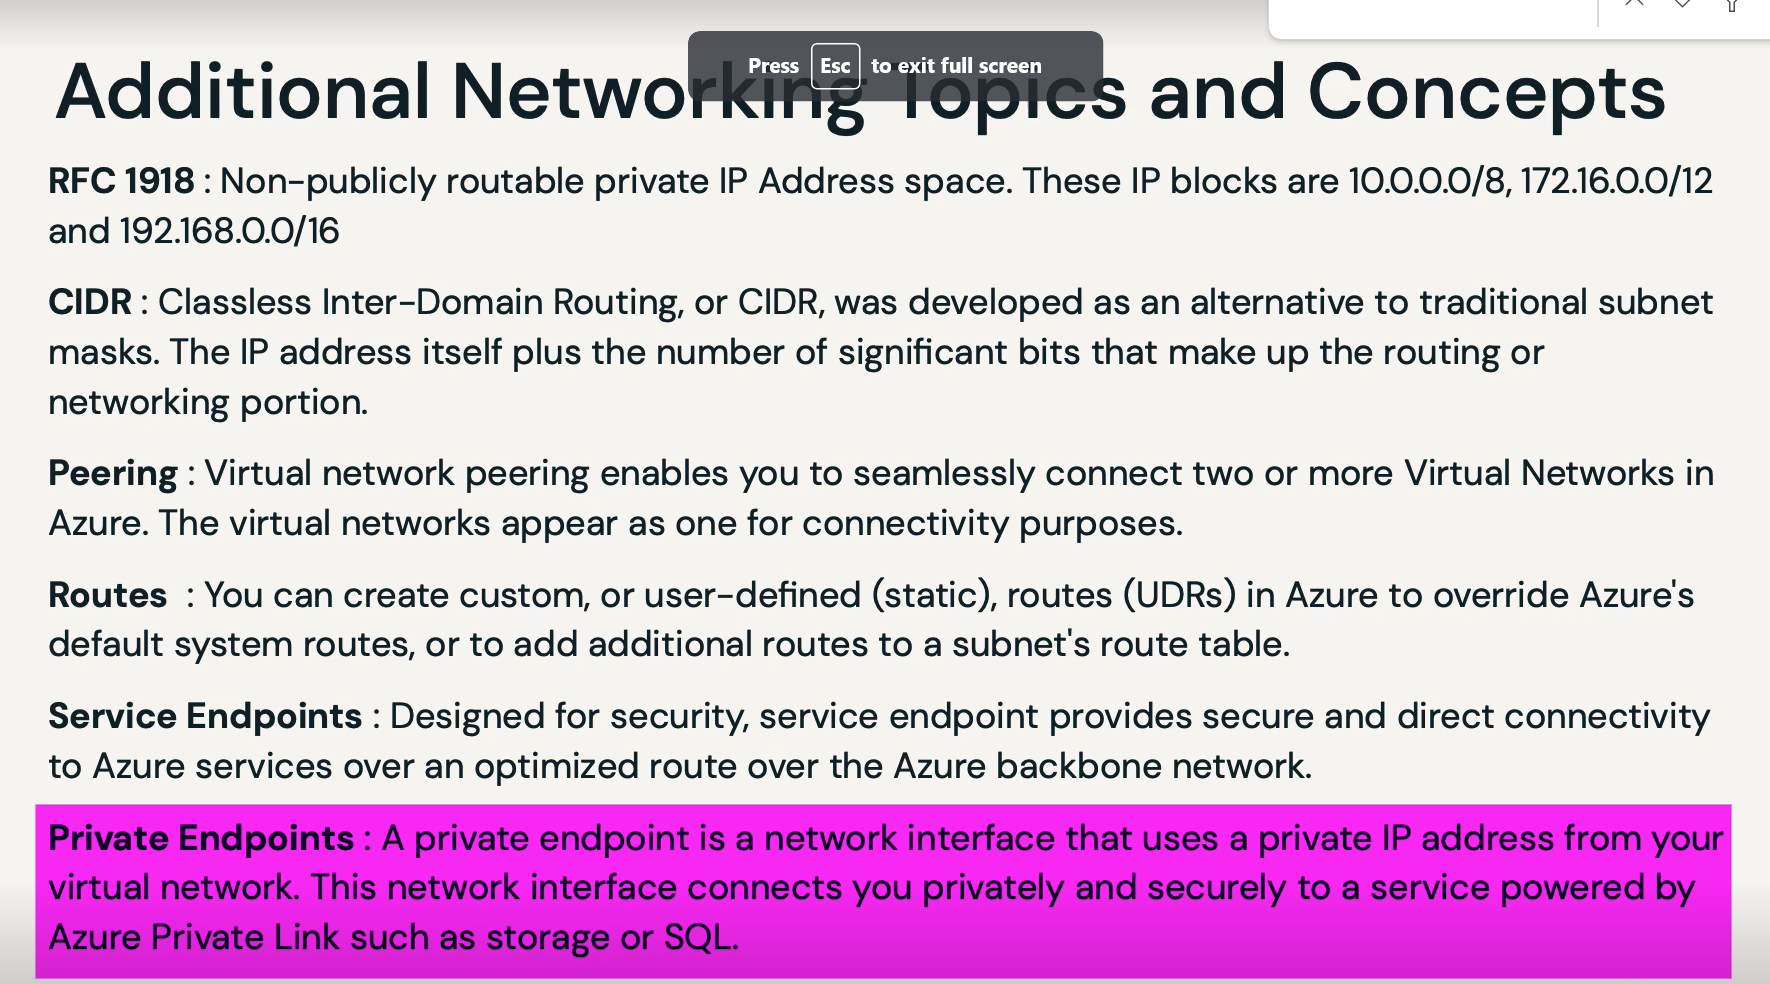 Press Esc to exit full screen
Additional Networking Topics and Concepts
RFC 1918 : Non-publicly routable private IP Address space. These IP blocks are 10.0.0.0/8, 172.16.0.0/12
and 192.168.0.0/16
CIDR : Classless Inter-Domain Routing, or CIDR, was developed as an alternative to traditional subnet
masks. The IP address itself plus the number of significant bits that make up the routing or
networking portion.
Peering : Virtual network peering enables you to seamlessly connect two or more Virtual Networks in
Azure. The virtual networks appear as one for connectivity purposes.
Routes  : You can create custom, or user-defined (static), routes (UDRs) in Azure to override Azure's
default system routes, or to add additional routes to a subnet's route table.
Service Endpoints : Designed for security, service endpoint provides secure and direct connectivity
to Azure services over an optimized route over the Azure backbone network.
Private Endpoints : A private endpoint is a network interface that uses a private IP address from your
virtual network. This network interface connects you privately and securely to a service powered by
Azure Private Link such as storage or SQL.